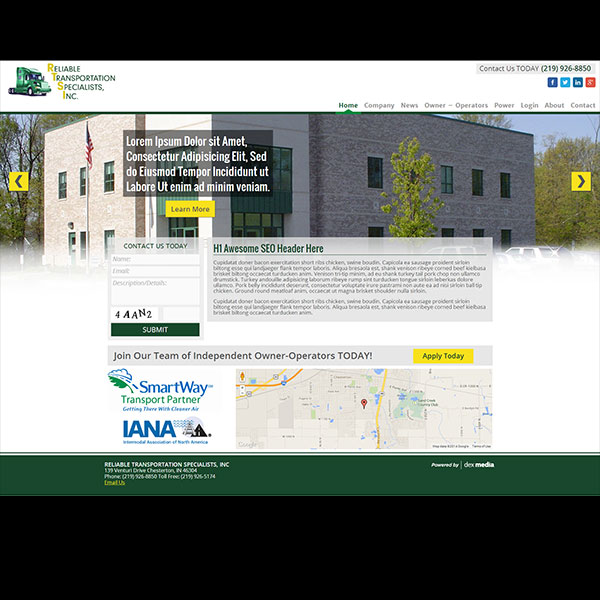 RELIABLE
TRANSPORTATION
SPECIALISTS,
INC.
Contact Us TODAY (219) 926-8850
Home Company News Owner - Operators Power Login About Contact
Lorem Ipsum Dolor sit Amet,
Consectetur Adipisicing Elit, Sed
do Eiusmod Tempor Incididunt ut
Labore Ut enim ad minim veniam.
Learn More
CONTACT US TODAY
Name:
Email:
Description/Details:
4 A A N 2
SUBMIT
H1 Awesome SEO Header Here
Cupidatat doner bacon exercitation short ribs chicken, swine boudin. Capicola ea sausage proident sirloin
biltong esse qui landjaeger flank tempor laboris. Aliqua bresaola est, shank venison ribeye corned beef kielbasa
brisket biltong occaecat turducken anim. Venison tri-tip minim, ad eu shank turkey tail pork chop non ullamco
drumstick. Turkey andouille adipisicing laborum ribeye rump sint turducken tongue sirloin leberkas dolore
ullamco. Pork belly incididunt deserunt, consectetur voluptate irure pastrami non aute ea ad nisi sirloin ball tip
chicken. Ground round meatloaf anim, occaecat ut magna brisket shoulder nulla sirloin.
Cupidatat doner bacon exercitation short ribs chicken, swine boudin. Capicola ea sausage proident sirloin
biltong esse qui landjaeger flank tempor laboris. Aliqua bresaola est, shank venison ribeye corned beef kielbasa
brisket biltong occaecat turducken anim.
Join Our Team of Independent Owner-Operators TODAY!
Apply Today
SmartWay
Transport Partner
Getting There With Cleaner Air
IANA
Intermodal Association of North America
Google
Map data ©2014 Google Terms of Use
RELIABLE TRANSPORTATION SPECIALISTS, INC
139 Venturi Drive Chesterton, IN 46304
Phone: (219) 926-8850 Toll Free: (219) 926-5174
Email Us
Powered by dex media